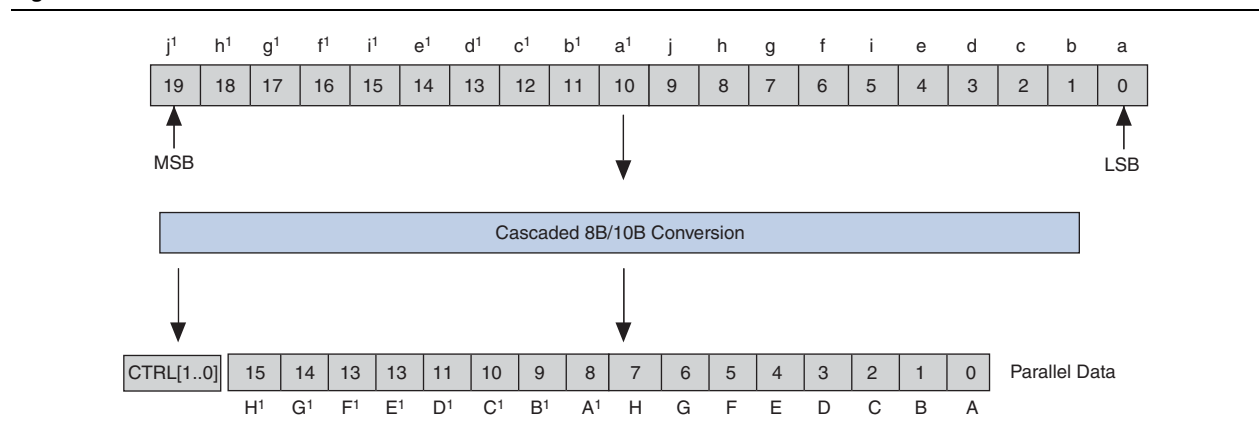 j¹ h¹ g¹ f¹ i¹ e¹ d¹ c¹ b¹ a¹ j h g f i e d c b a
19 18 17 16 15 14 13 12 11 10 9 8 7 6 5 4 3 2 1 0
MSB LSB
Cascaded 8B/10B Conversion
CTRL[1..0] 15 14 13 13 11 10 9 8 7 6 5 4 3 2 1 0 Parallel Data
H¹ G¹ F¹ E¹ D¹ C¹ B¹ A¹ H G F E D C B A